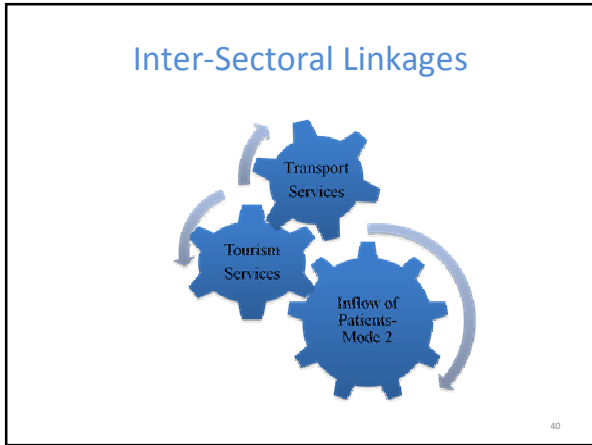 Inter-Sectoral Linkages
Transport
Services
Tourism
Services
Inflow of
Patients-
Mode 2
40